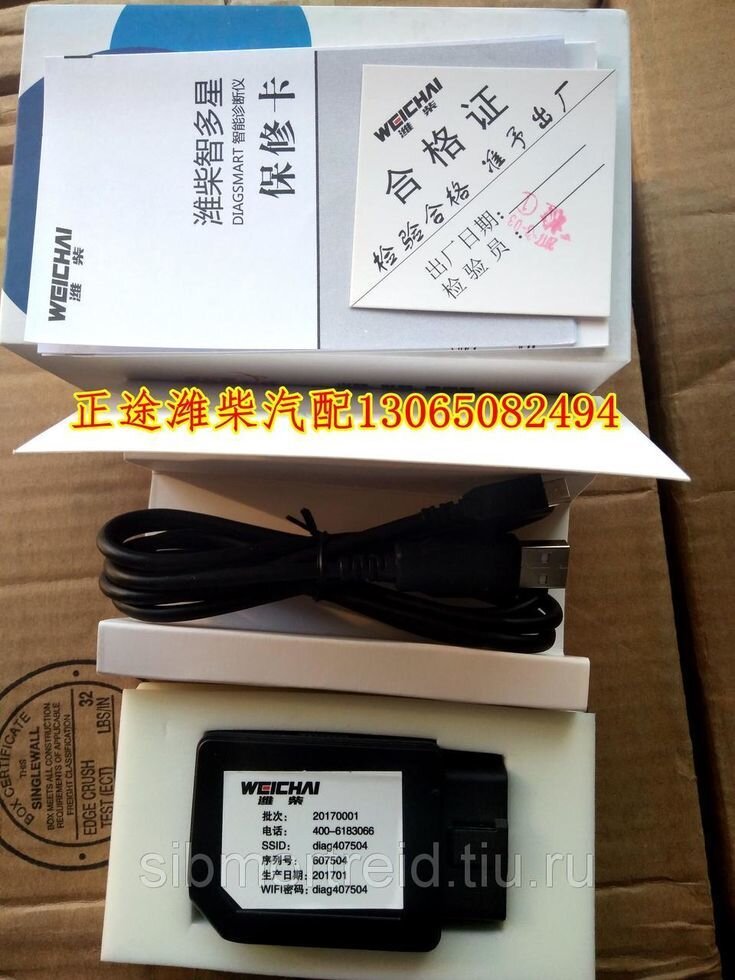 WEICHAI
潍柴
潍柴智多星
DIAGSMART 智能诊断仪
保修卡
WEICHAI
潍柴
合格证
检验合格 准予出厂
出厂日期:
检验员:
正途潍柴汽配13065082494
BOX CERTIFICATE
THIS
SINGLEWALL
BOX MEETS ALL CONSTRUCTION
REQUIREMENTS OF APPLICABLE
FREIGHT CLASSIFICATION
EDGE CRUSH
TEST (ECT)
32
LBS/IN
WEICHAI
潍柴
批次: 20170001
电话: 400-6183066
SSID: diag407504
序列号: 607504
生产日期: 201701
WIFI密码: diag407504
sibmotortreid.tiu.ru